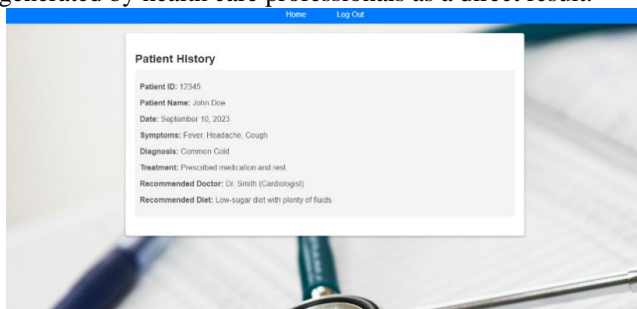 generated by health care professionals as a direct result.
Home Log Out
Patient History
Patient ID: 12345
Patient Name: John Doe
Date: September 10, 2023
Symptoms: Fever, Headache, Cough
Diagnosis: Common Cold
Treatment: Prescribed medication and rest
Recommended Doctor: Dr. Smith (Cardiologist)
Recommended Diet: Low-sugar diet with plenty of fluids.